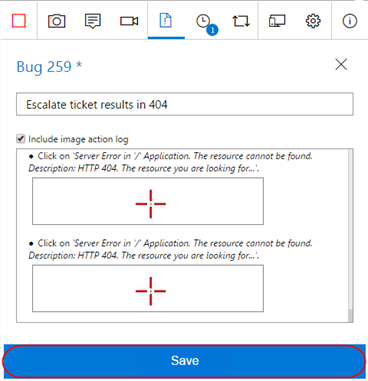 1
Bug 259 *
Escalate ticket results in 404
Include image action log
● Click on 'Server Error in '/' Application. The resource cannot be found.
Description: HTTP 404. The resource you are looking for...'.
● Click on 'Server Error in '/' Application. The resource cannot be found.
Description: HTTP 404. The resource you are looking for...'.
Save